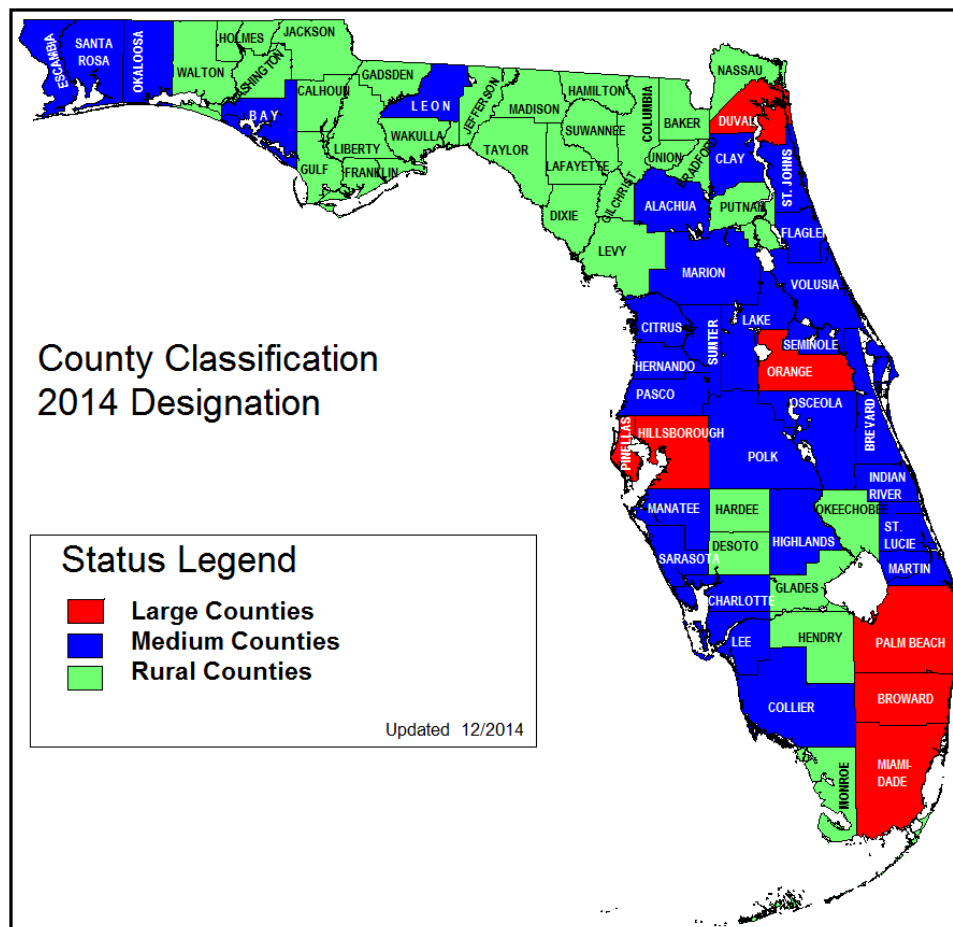 JACKSON
HOLMES
SANTA
ROSA
ESCAMBIA
OKALOOSA
WALTON
WASHINGTON
GADSDEN
CALHOUN
BAY
LEON
JEFFERSON
MADISON
HAMILTON
COLUMBIA
NASSAU
DUVAL
BAKER
SUWANNEE
WAKULLA
LIBERTY
TAYLOR
LAFAYETTE
UNION
BRADFORD
CLAY
ST. JOHNS
GULF
FRANKLIN
GILCHRIST
ALACHUA
PUTNAM
DIXIE
FLAGLER
LEVY
MARION
VOLUSIA
CITRUS
SUMTER
LAKE
SEMINOLE
County Classification
2014 Designation
HERNANDO
ORANGE
PASCO
OSCEOLA
BREVARD
PINELLAS
HILLSBOROUGH
POLK
INDIAN
RIVER
MANATEE
HARDEE
OKEECHOBEE
ST.
LUCIE
HIGHLANDS
DESOTO
SARASOTA
MARTIN
GLADES
CHARLOTTE
HENDRY
LEE
PALM BEACH
COLLIER
BROWARD
MIAMI-
DADE
MONROE
Status Legend
Large Counties
Medium Counties
Rural Counties
Updated 12/2014